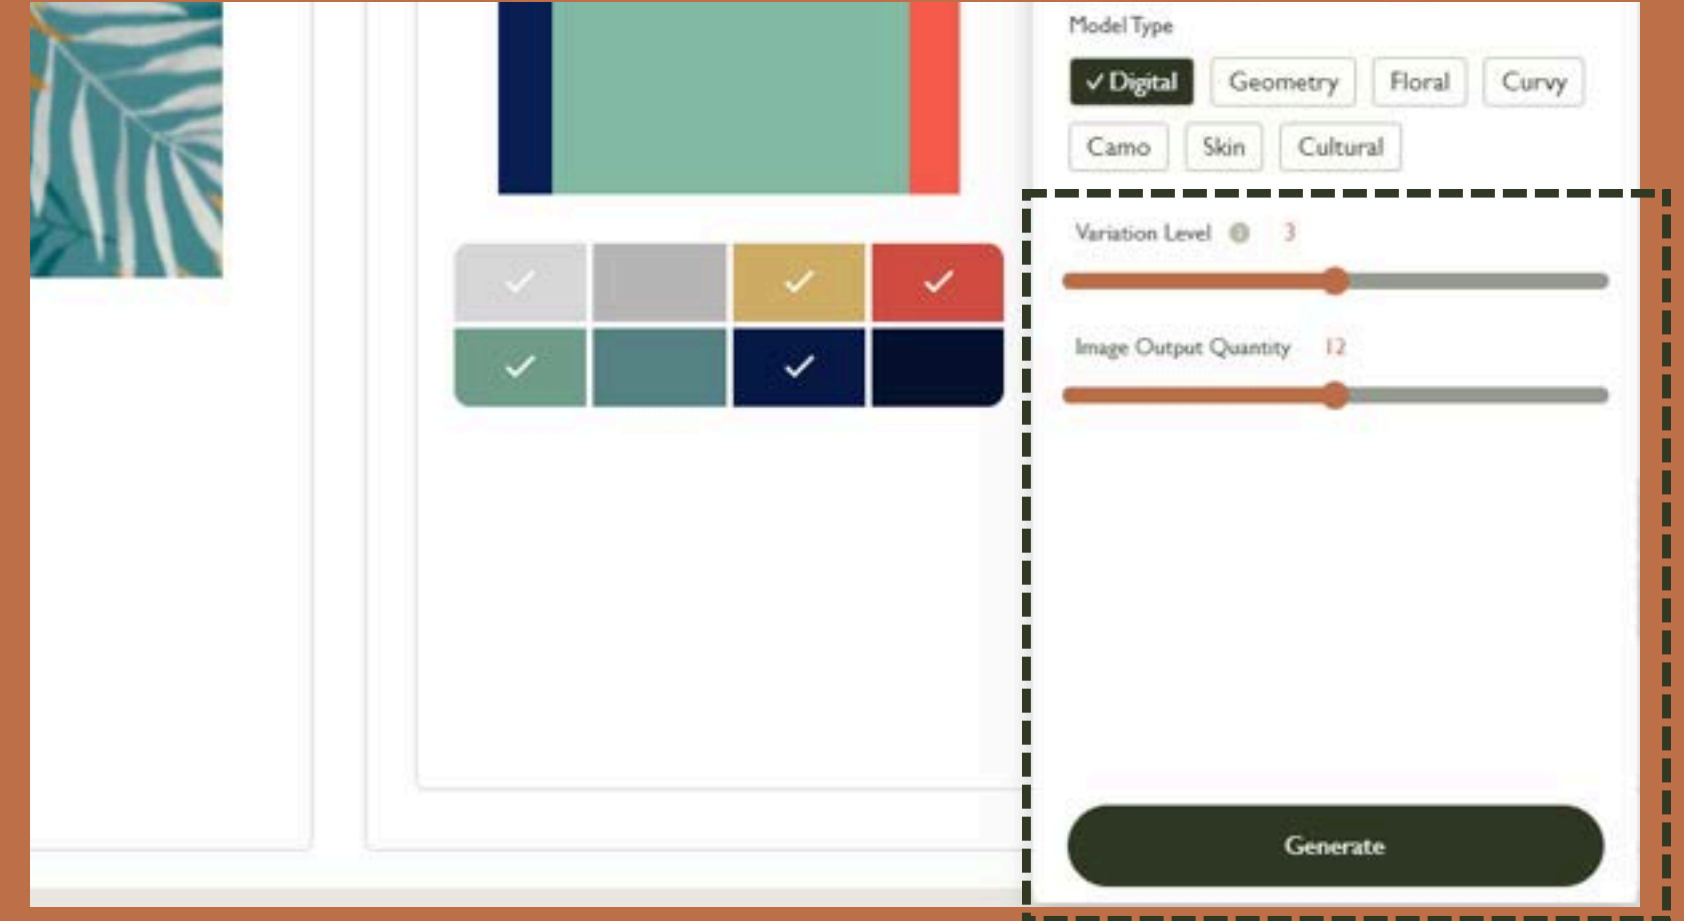 Model Type
✓ Digital Geometry Floral Curvy
Camo Skin Cultural
Variation Level 3
Image Output Quantity 12
Generate